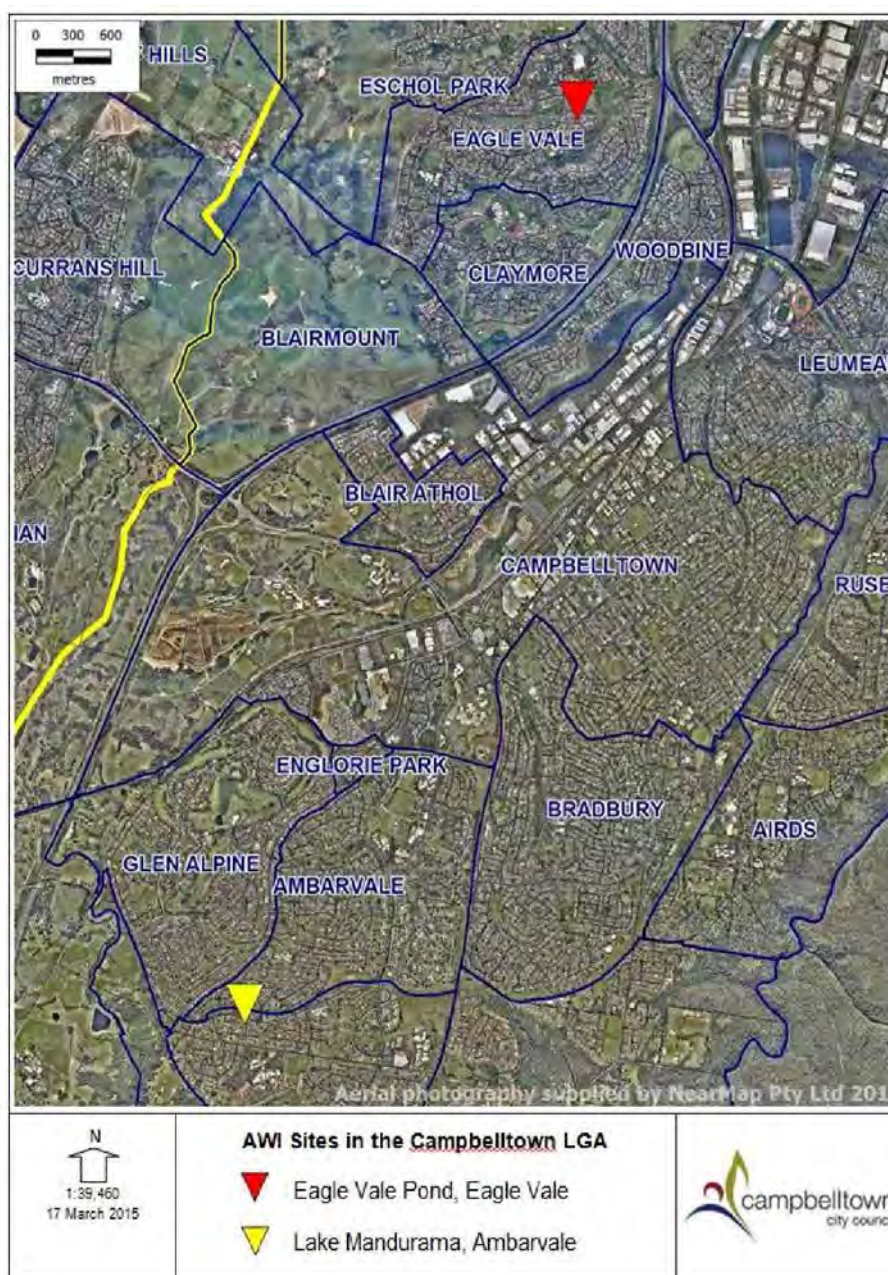 0 300 600
metres
HILLS
ESCHOL PARK
EAGLE VALE
CURRANS HILL
CLAYMORE
WOODBINE
BLAIRMOUNT
LEUMEA
BLAIR ATHOL
IAN
CAMPBELLTOWN
RUSE
ENGLORIE PARK
BRADBURY
AIRDS
GLEN ALPINE
AMBARVALE
Aerial photography supplied by NearMap Pty Ltd 201
N
1:39,460
17 March 2015
AWI Sites in the Campbelltown LGA
Eagle Vale Pond, Eagle Vale
Lake Mandurama, Ambarvale
campbelltown
city counc